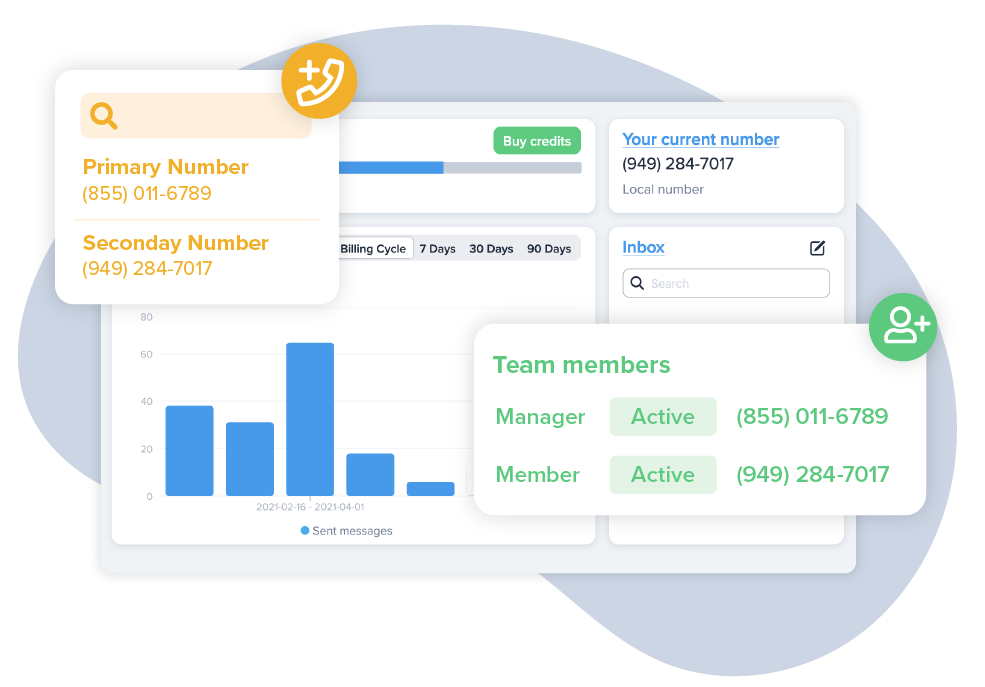 Primary Number
(855) 011-6789
Seconday Number
(949) 284-7017
Buy credits
Your current number
(949) 284-7017
Local number
Billing Cycle 7 Days 30 Days 90 Days
Inbox
Search
80
60
40
20
0
2021-02-16 - 2021-04-01
Sent messages
Team members
Manager Active (855) 011-6789
Member Active (949) 284-7017